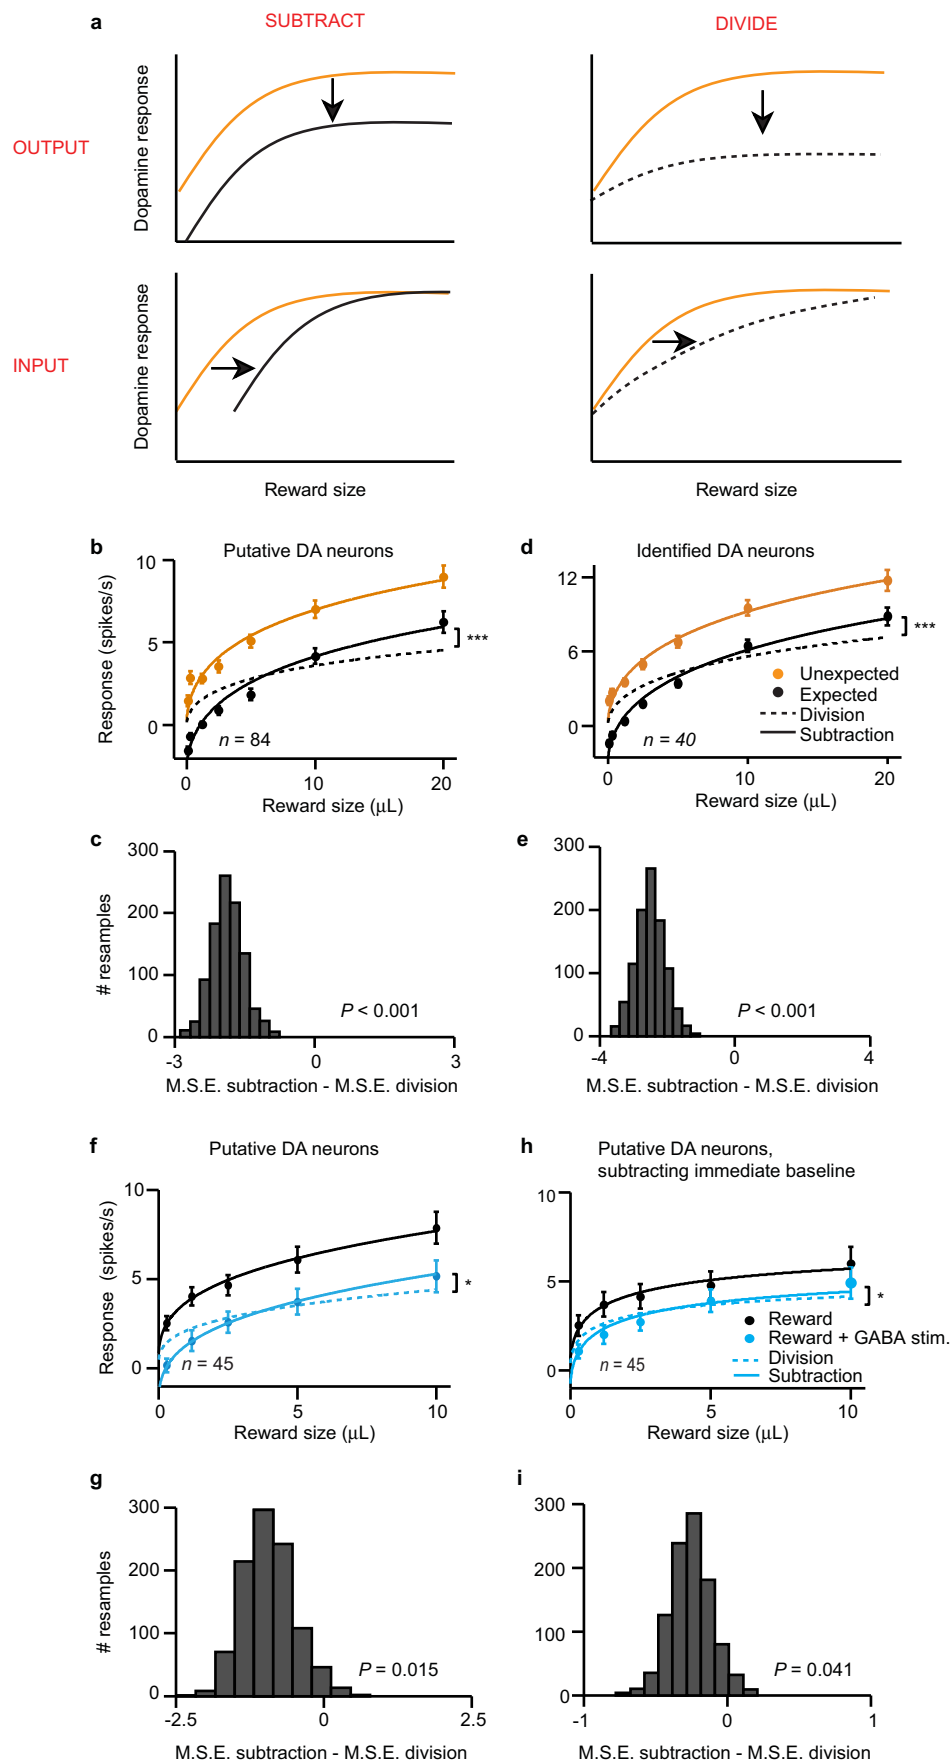 a
SUBTRACT
DIVIDE
OUTPUT
Dopamine response
INPUT
Dopamine response
Reward size
Reward size
b
Putative DA neurons
Response (spikes/s)
10
5
0
n = 84
***
0
10
20
Reward size (μL)
d
Identified DA neurons
12
6
0
***
Unexpected
Expected
Division
Subtraction
n = 40
0
10
20
Reward size (μL)
c
# resamples
300
200
100
0
P < 0.001
-3
0
3
M.S.E. subtraction - M.S.E. division
e
300
200
100
0
P < 0.001
-4
0
4
M.S.E. subtraction - M.S.E. division
f
Putative DA neurons
Response (spikes/s)
10
5
0
*
n = 45
0
5
10
Reward size (μL)
h
Putative DA neurons,
subtracting immediate baseline
10
5
0
*
Reward
Reward + GABA stim.
Division
Subtraction
n = 45
0
5
10
Reward size (μL)
g
# resamples
300
200
100
0
P = 0.015
-2.5
0
2.5
M.S.E. subtraction - M.S.E. division
i
300
200
100
0
P = 0.041
-1
0
1
M.S.E. subtraction - M.S.E. division